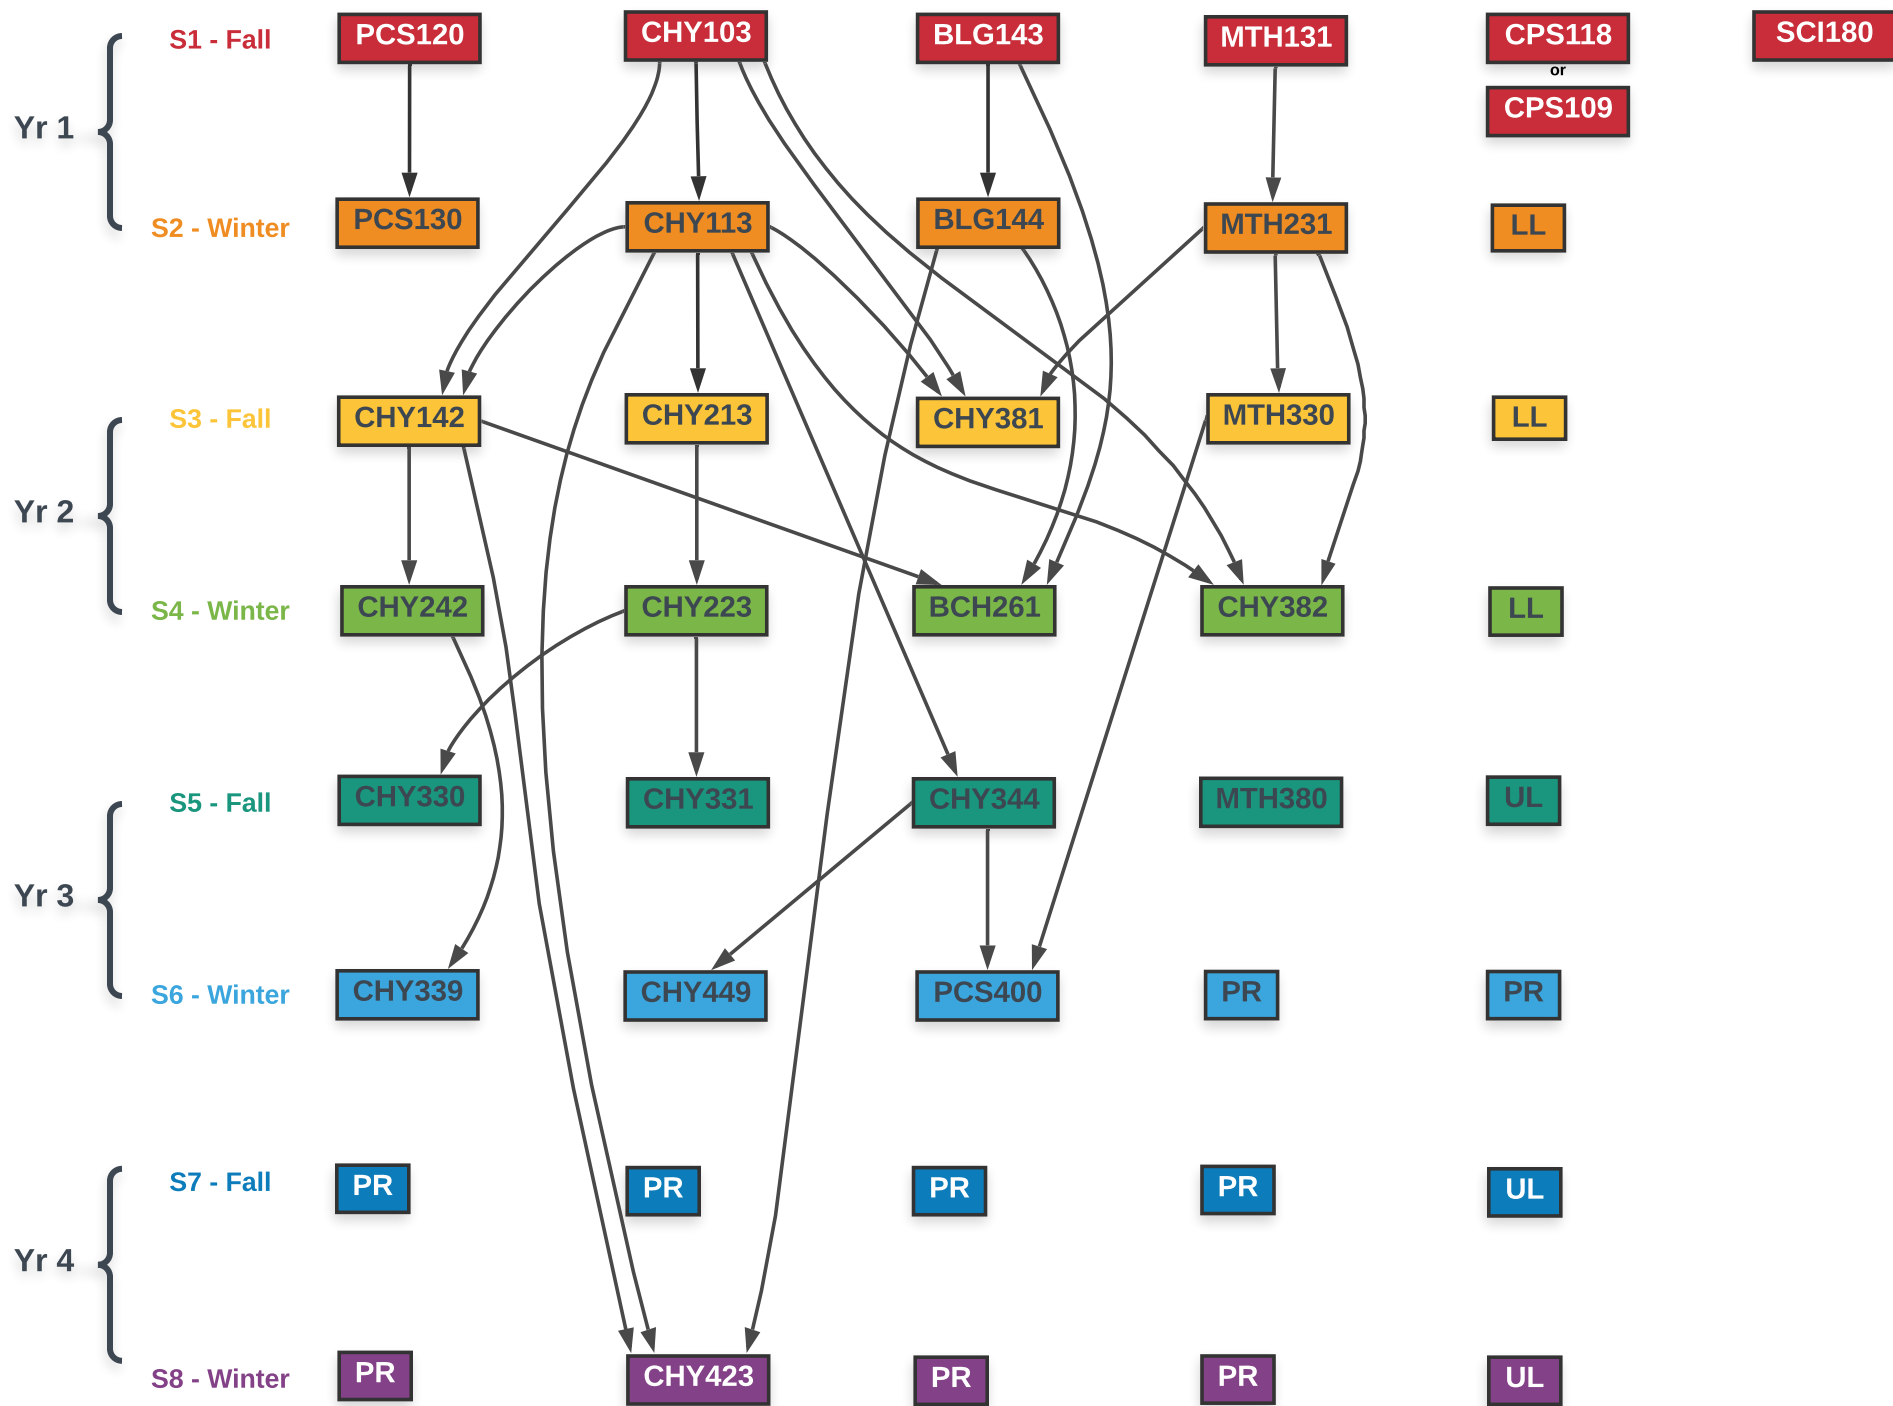 S1 - Fall
PCS120
CHY103
BLG143
MTH131
CPS118
SCI180
or
CPS109
Yr 1
S2 - Winter
PCS130
CHY113
BLG144
MTH231
LL
S3 - Fall
CHY142
CHY213
CHY381
MTH330
LL
Yr 2
S4 - Winter
CHY242
CHY223
BCH261
CHY382
LL
S5 - Fall
CHY330
CHY331
CHY344
MTH380
UL
Yr 3
S6 - Winter
CHY339
CHY449
PCS400
PR
PR
S7 - Fall
PR
PR
PR
PR
UL
Yr 4
S8 - Winter
PR
CHY423
PR
PR
UL